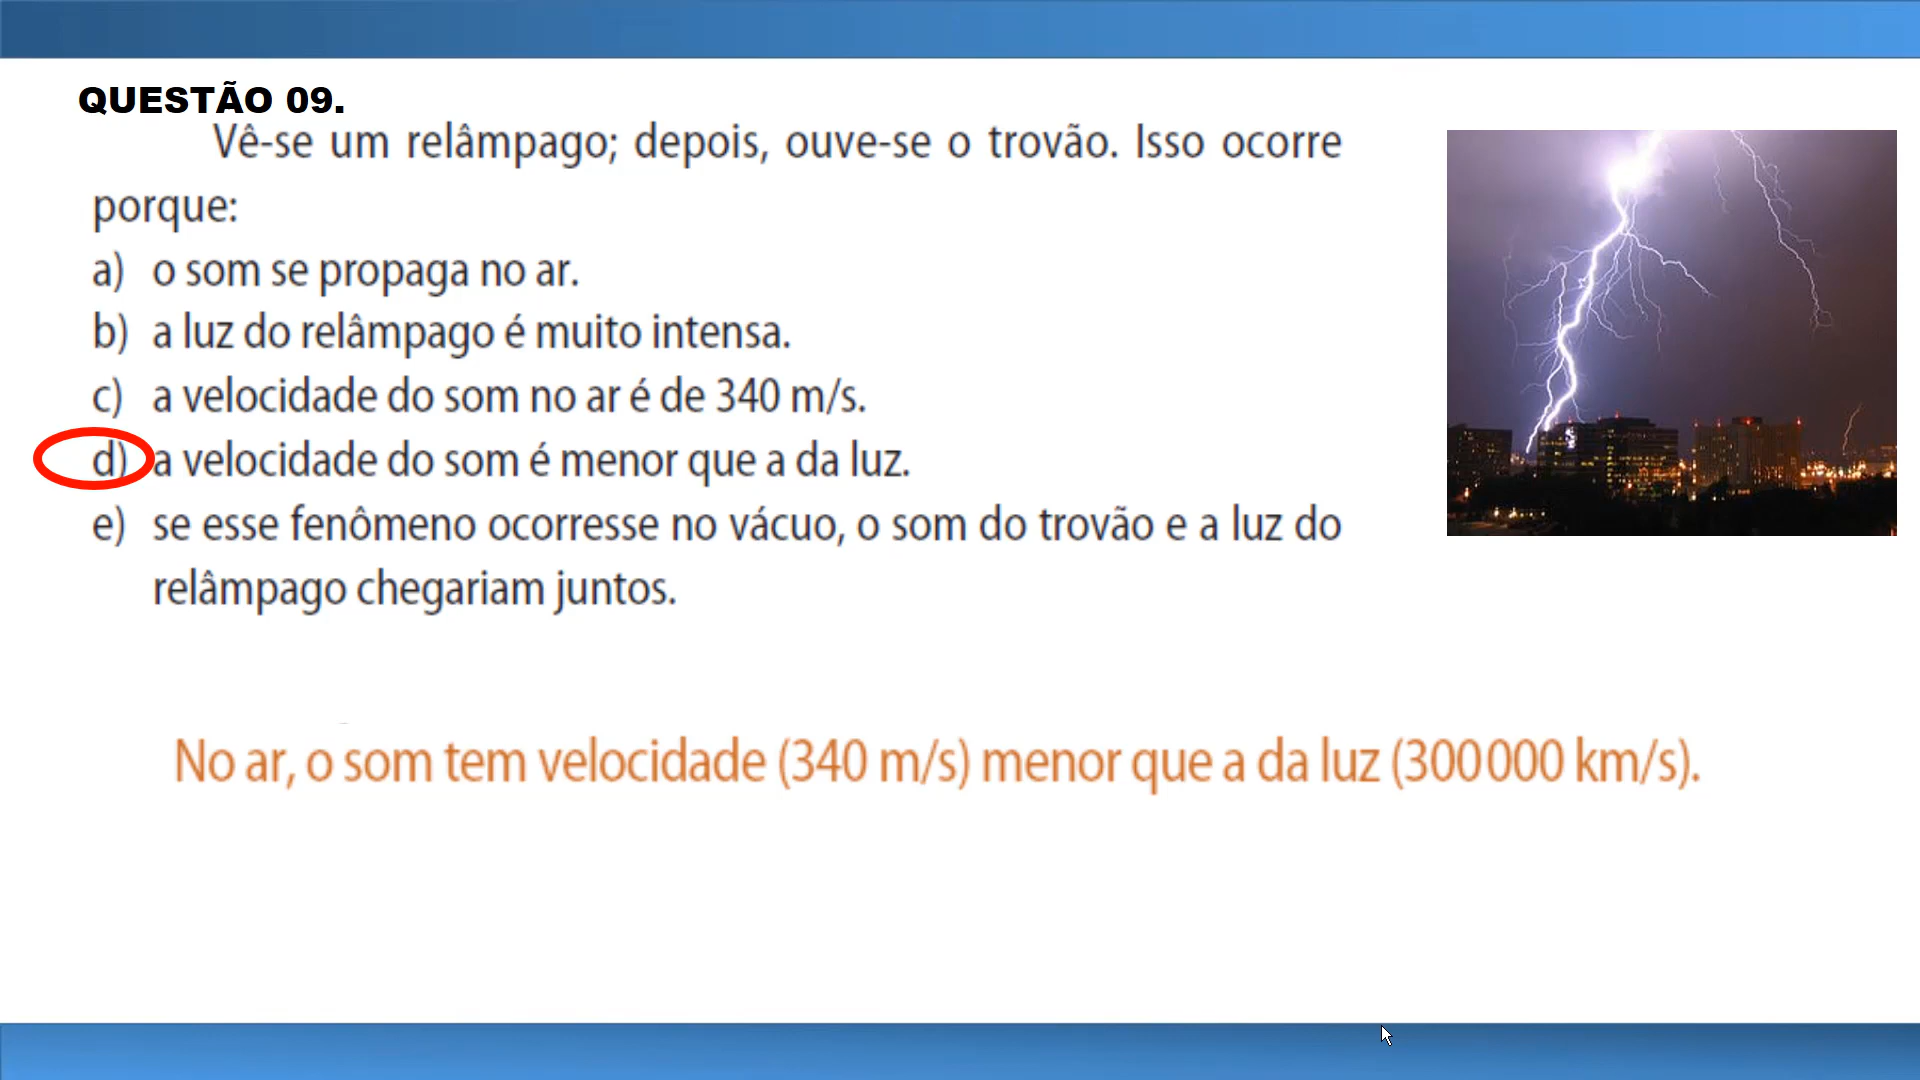 QUESTÃO 09.
Vê-se um relâmpago; depois, ouve-se o trovão. Isso ocorre
porque:
a) o som se propaga no ar.
b) a luz do relâmpago é muito intensa.
c) a velocidade do som no ar é de 340 m/s.
d) a velocidade do som é menor que a da luz.
e) se esse fenômeno ocorresse no vácuo, o som do trovão e a luz do
relâmpago chegariam juntos.
No ar, o som tem velocidade (340 m/s) menor que a da luz (300 000 km/s).